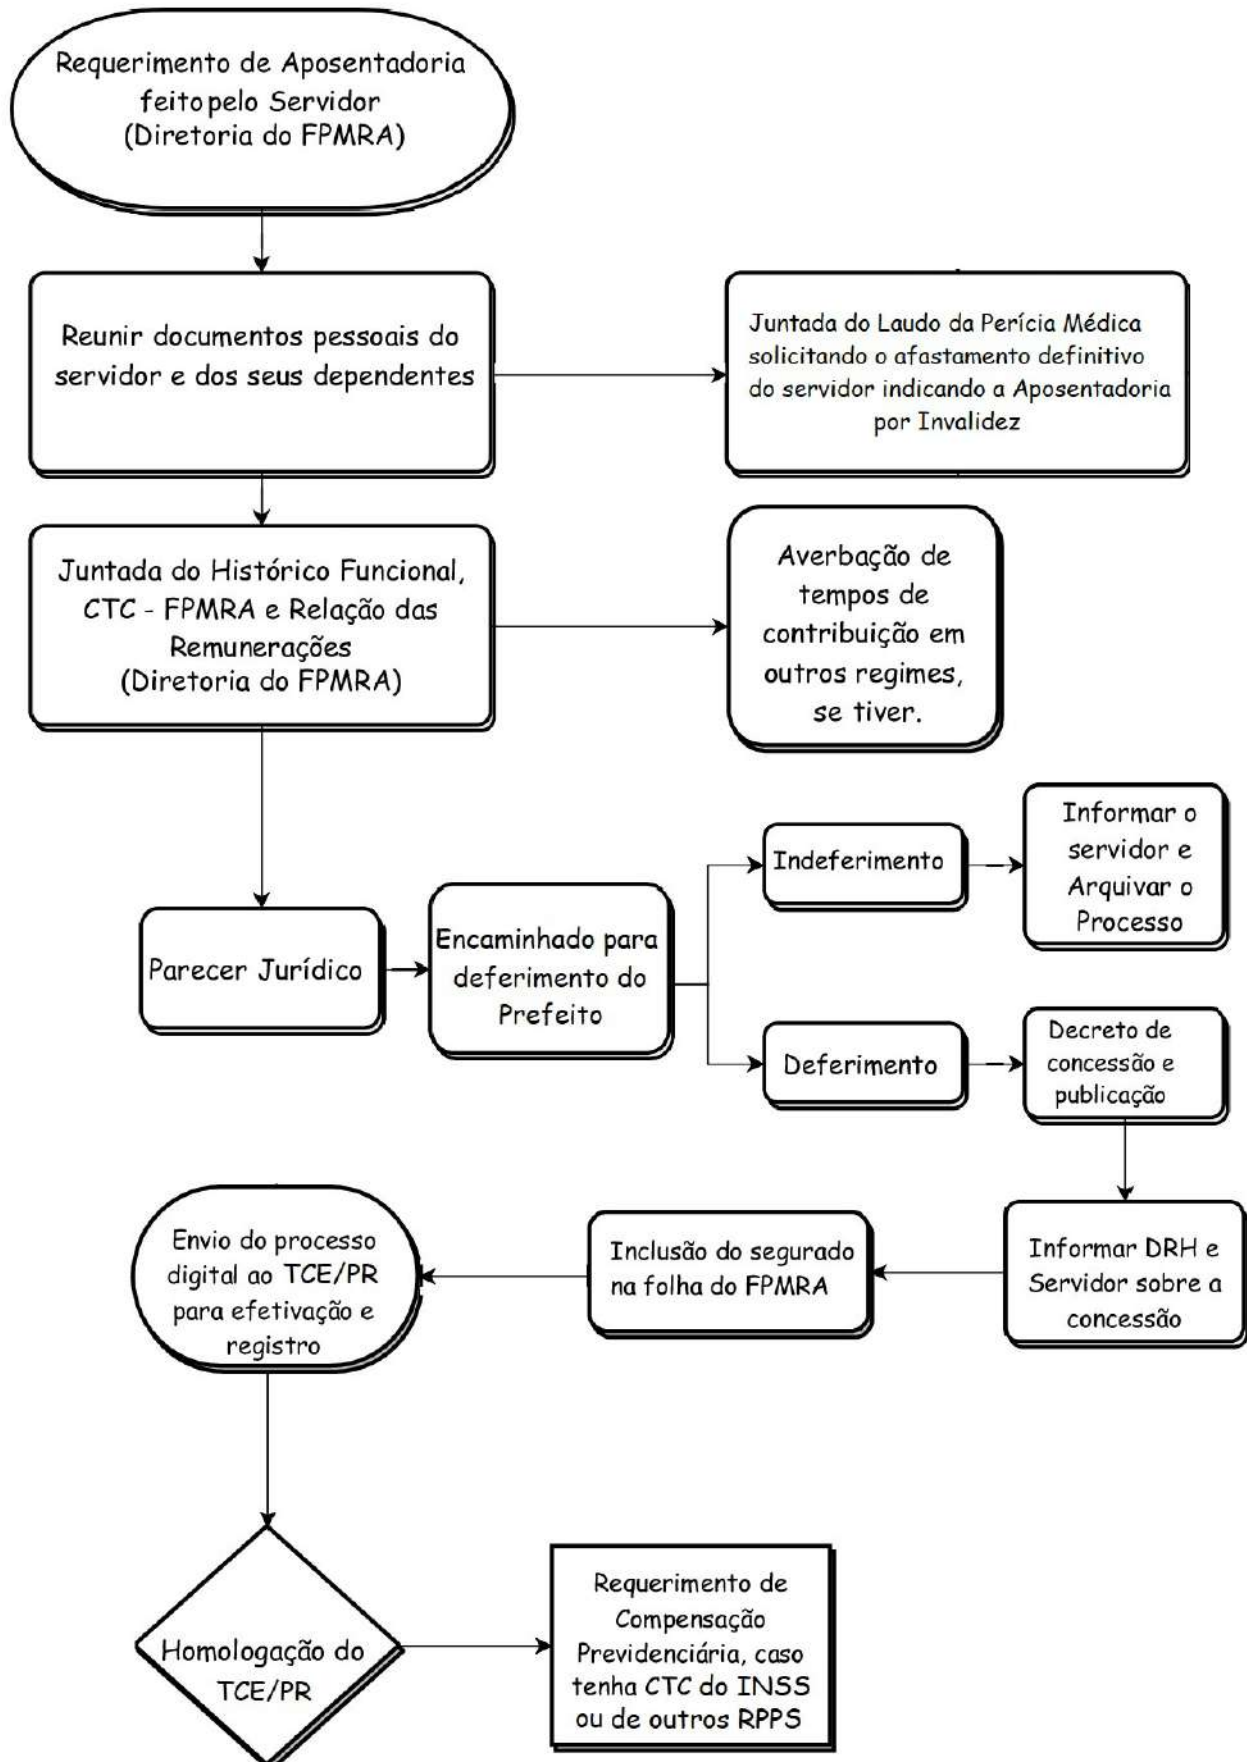 Requerimento de Aposentadoria
feito pelo Servidor
(Diretoria do FPMRA)
Reunir documentos pessoais do
servidor e dos seus dependentes
Juntada do Laudo da Perícia Médica
solicitando o afastamento definitivo
do servidor indicando a Aposentadoria
por Invalidez
Juntada do Histórico Funcional,
CTC - FPMRA e Relação das
Remunerações
(Diretoria do FPMRA)
Averbação de
tempos de
contribuição em
outros regimes,
se tiver.
Parecer Jurídico
Encaminhado para
deferimento do
Prefeito
Indeferimento
Informar o
servidor e
Arquivar o
Processo
Deferimento
Decreto de
concessão e
publicação
Informar DRH e
Servidor sobre a
concessão
Inclusão do segurado
na folha do FPMRA
Envio do processo
digital ao TCE/PR
para efetivação e
registro
Homologação do
TCE/PR
Requerimento de
Compensação
Previdenciária, caso
tenha CTC do INSS
ou de outros RPPS